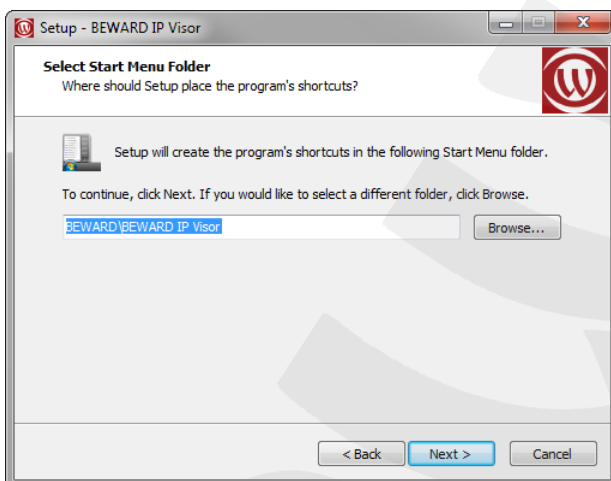 Setup - BEWARD IP Visor
Select Start Menu Folder
Where should Setup place the program's shortcuts?
Setup will create the program's shortcuts in the following Start Menu folder.
To continue, click Next. If you would like to select a different folder, click Browse.
BEWARD\BEWARD IP Visor
Browse...
< Back
Next >
Cancel